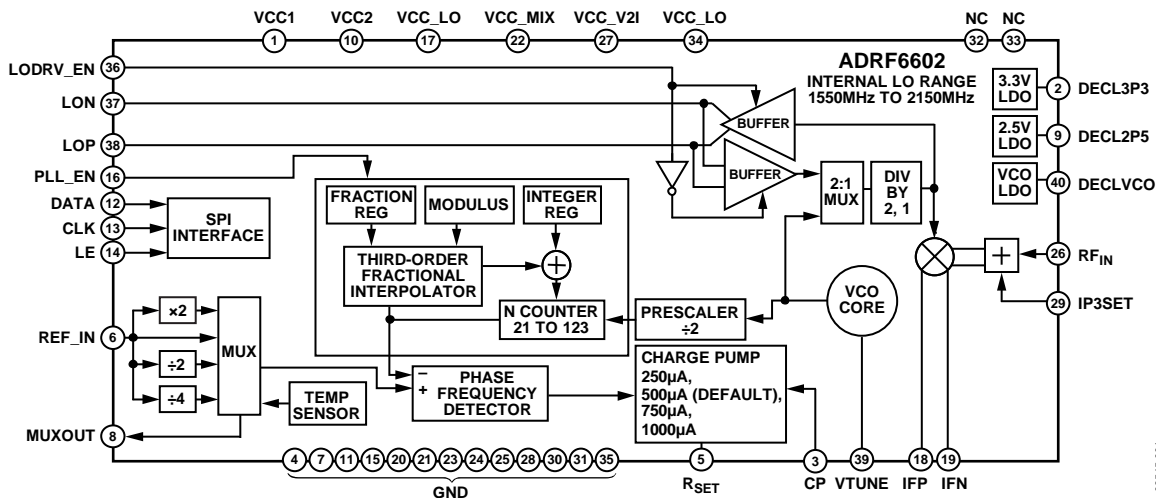 VCC1 VCC2 VCC_LO VCC_MIX VCC_V2I VCC_LO NC NC
1 10 17 22 27 34 32 33
LODRV_EN 36
LON 37
LOP 38
PLL_EN 16
DATA 12
CLK 13
LE 14
SPI
INTERFACE
REF_IN 6
×2
÷2
÷4
MUX
TEMP
SENSOR
MUXOUT 8
FRACTION
REG
MODULUS
INTEGER
REG
THIRD-ORDER
FRACTIONAL
INTERPOLATOR
+
N COUNTER
21 TO 123
−
+
PHASE
FREQUENCY
DETECTOR
PRESCALER
÷2
CHARGE PUMP
250µA,
500µA (DEFAULT),
750µA,
1000µA
BUFFER
BUFFER
2:1
MUX
DIV
BY
2, 1
VCO
CORE
ADRF6602
INTERNAL LO RANGE
1550MHz TO 2150MHz
3.3V
LDO
2 DECL3P3
2.5V
LDO
9 DECL2P5
VCO
LDO
40 DECLVCO
+
26 RFIN
29 IP3SET
4 7 11 15 20 21 23 24 25 28 30 31 35
GND
5 3 39 18 19
RSET CP VTUNE IFP IFN